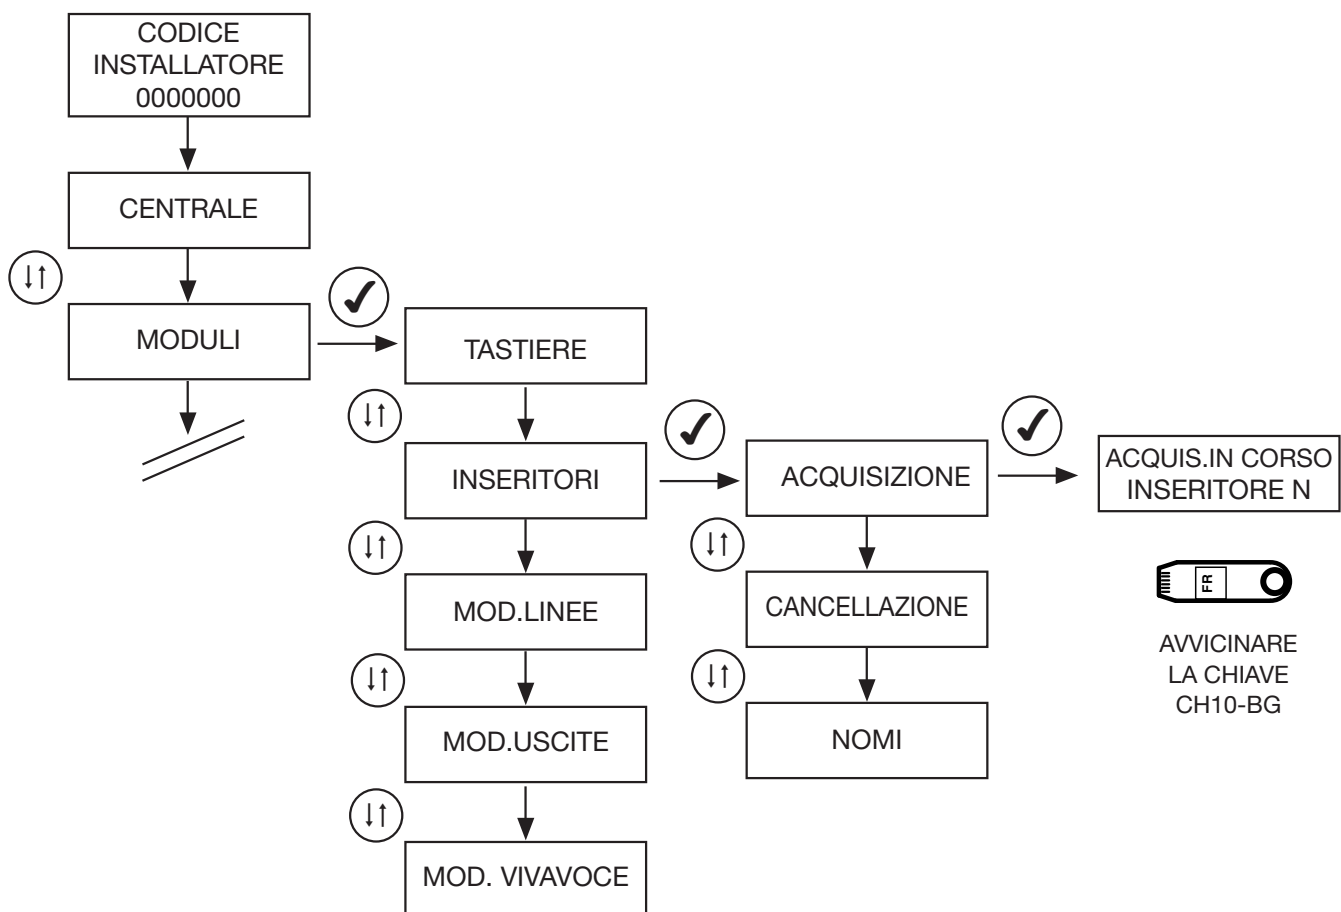 CODICE
INSTALLATORE
0000000
CENTRALE
MODULI
TASTIERE
INSERITORI
MOD.LINEE
MOD.USCITE
MOD. VIVAVOCE
ACQUISIZIONE
CANCELLAZIONE
NOMI
ACQUIS.IN CORSO
INSERITORE N
FR
AVVICINARE
LA CHIAVE
CH10-BG